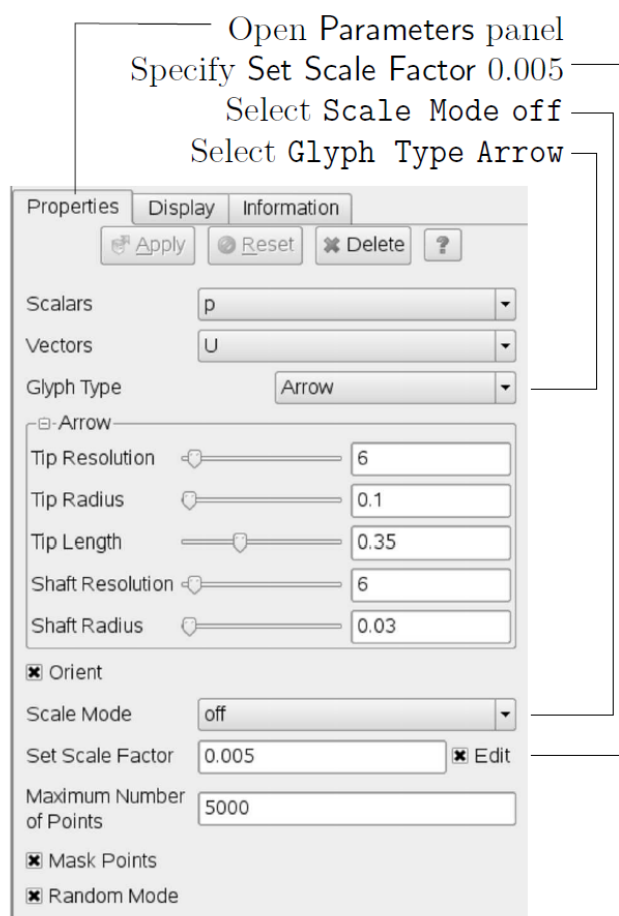 Open Parameters panel
Specify Set Scale Factor 0.005
Select Scale Mode off
Select Glyph Type Arrow
Properties Display Information
Apply Reset Delete ?
Scalars p
Vectors U
Glyph Type Arrow
Arrow
Tip Resolution 6
Tip Radius 0.1
Tip Length 0.35
Shaft Resolution 6
Shaft Radius 0.03
Orient
Scale Mode off
Set Scale Factor 0.005 Edit
Maximum Number
of Points 5000
Mask Points
Random Mode